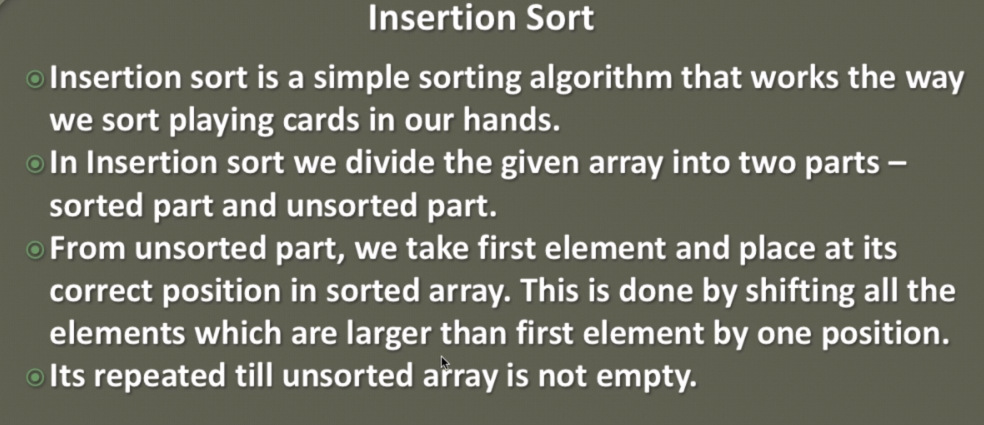 Insertion Sort
Insertion sort is a simple sorting algorithm that works the way
we sort playing cards in our hands.
In Insertion sort we divide the given array into two parts –
sorted part and unsorted part.
From unsorted part, we take first element and place at its
correct position in sorted array. This is done by shifting all the
elements which are larger than first element by one position.
Its repeated till unsorted array is not empty.